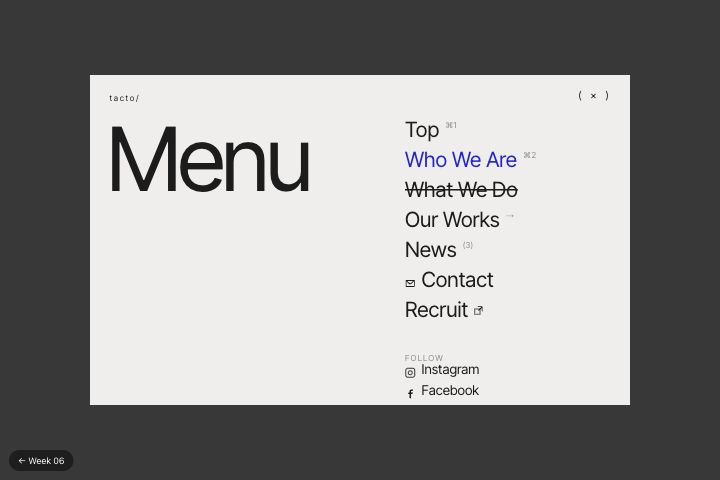 tacto/
( × )
Menu
Top ⌘1
Who We Are ⌘2
What We Do
Our Works →
News (3)
Contact
Recruit
FOLLOW
Instagram
Facebook
← Week 06